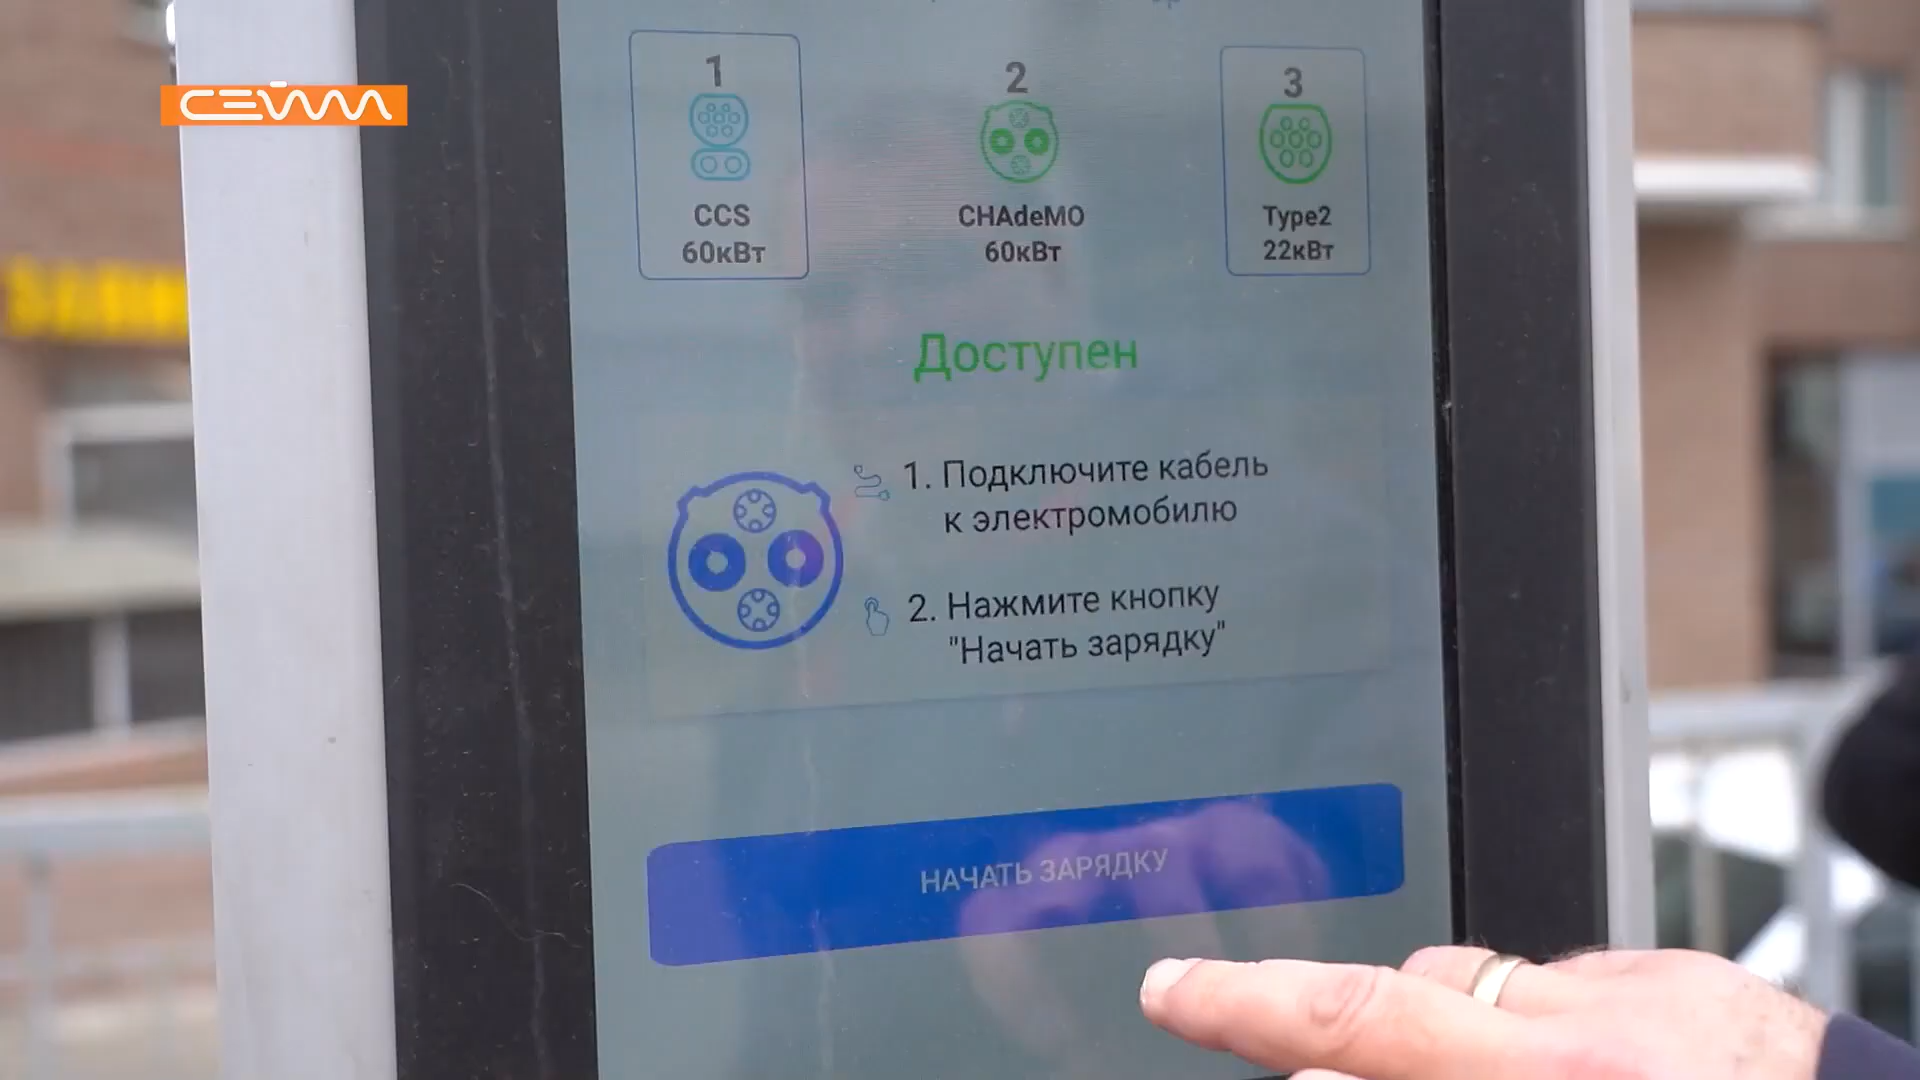 СЕЙМ
1
2
3
CCS
60кВт
CHAdeMO
60кВт
Type2
22кВт
Доступен
1. Подключите кабель
к электромобилю
2. Нажмите кнопку
"Начать зарядку"
НАЧАТЬ ЗАРЯДКУ